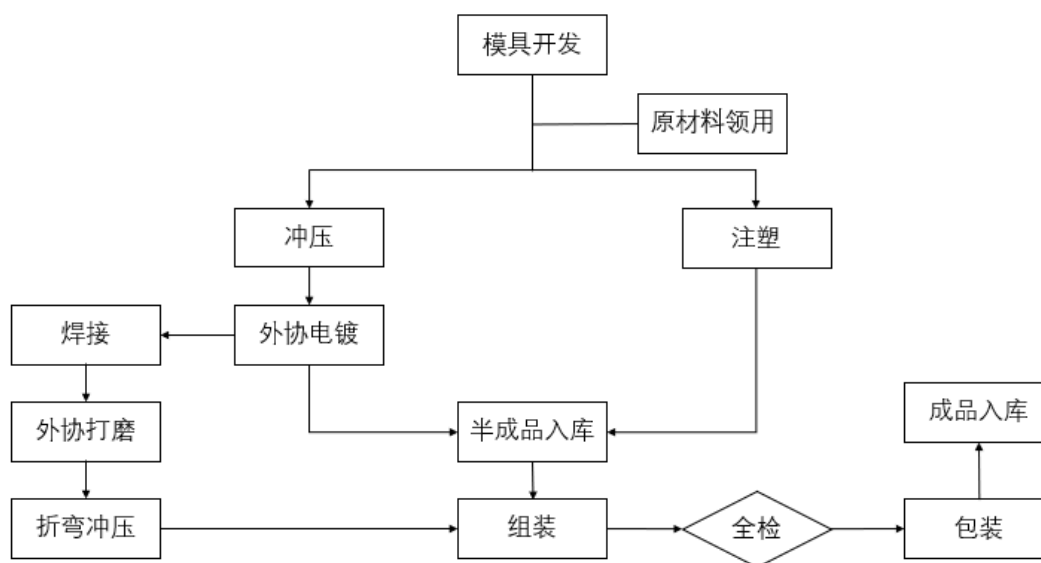 模具开发
原材料领用
冲压
注塑
焊接
外协电镀
外协打磨
半成品入库
成品入库
折弯冲压
组装
全检
包装